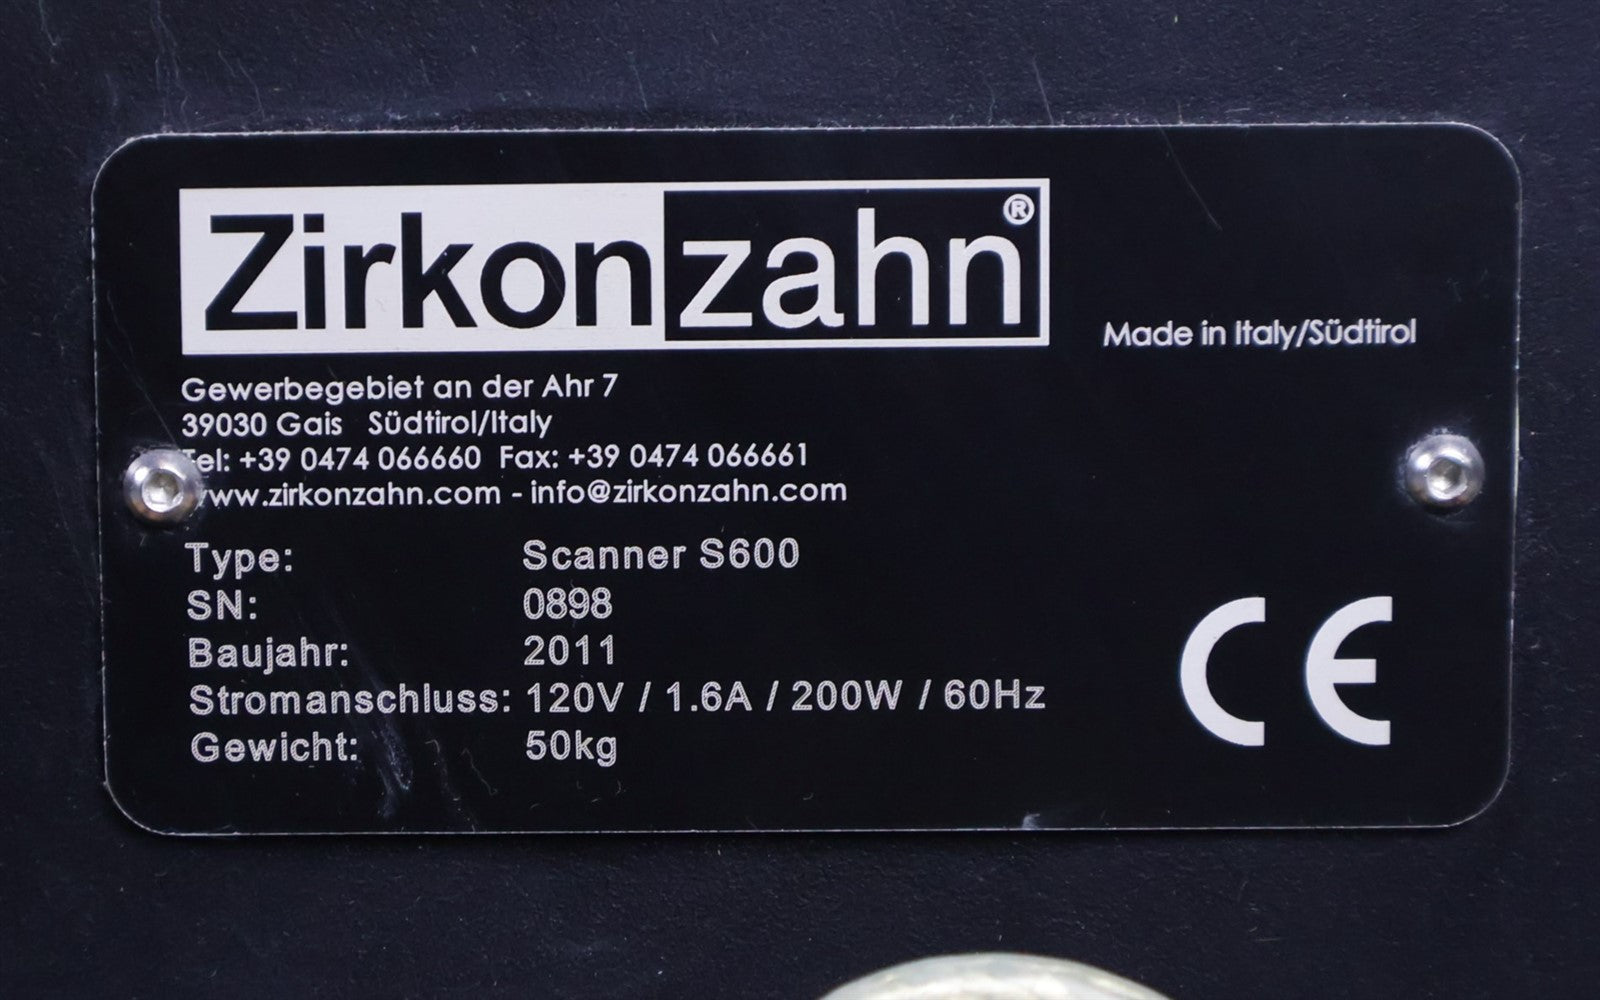 Zirkonzahn®
Made in Italy/Südtirol
Gewerbegebiet an der Ahr 7
39030 Gais Südtirol/Italy
Tel: +39 0474 066660 Fax: +39 0474 066661
www.zirkonzahn.com - info@zirkonzahn.com
Type: Scanner S600
SN: 0898
Baujahr: 2011
Stromanschluss: 120V / 1.6A / 200W / 60Hz
Gewicht: 50kg
CE